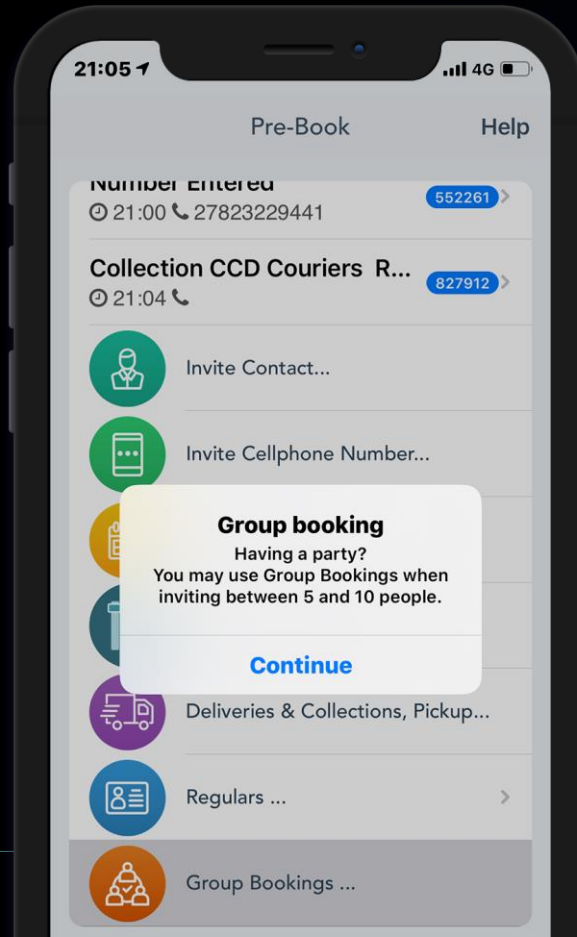 21:05
4G
Pre-Book
Help
Number Entered
21:00 27823229441
552261
Collection CCD Couriers R...
21:04
827912
Invite Contact...
Invite Cellphone Number...
Group booking
Having a party?
You may use Group Bookings when
inviting between 5 and 10 people.
Continue
Deliveries & Collections, Pickup...
Regulars ...
Group Bookings ...